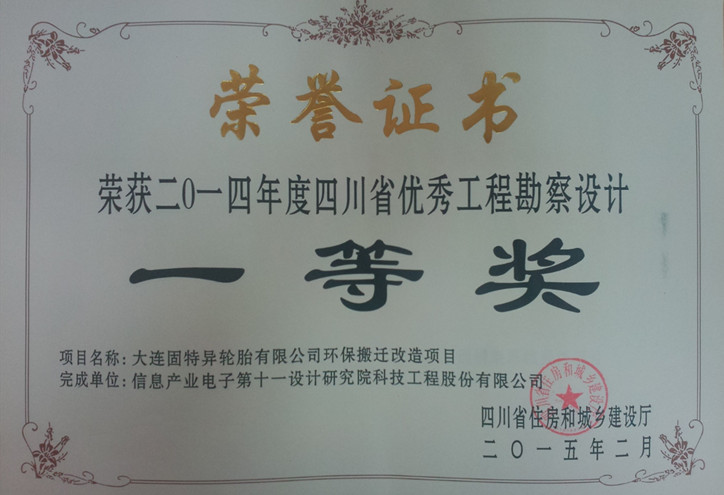 荣誉证书
荣获二0一四年度四川省优秀工程勘察设计
一等奖
项目名称：大连固特异轮胎有限公司环保搬迁改造项目
完成单位：信息产业电子第十一设计研究院科技工程股份有限公司
四川省住房和城乡建设厅
二0一五年二月